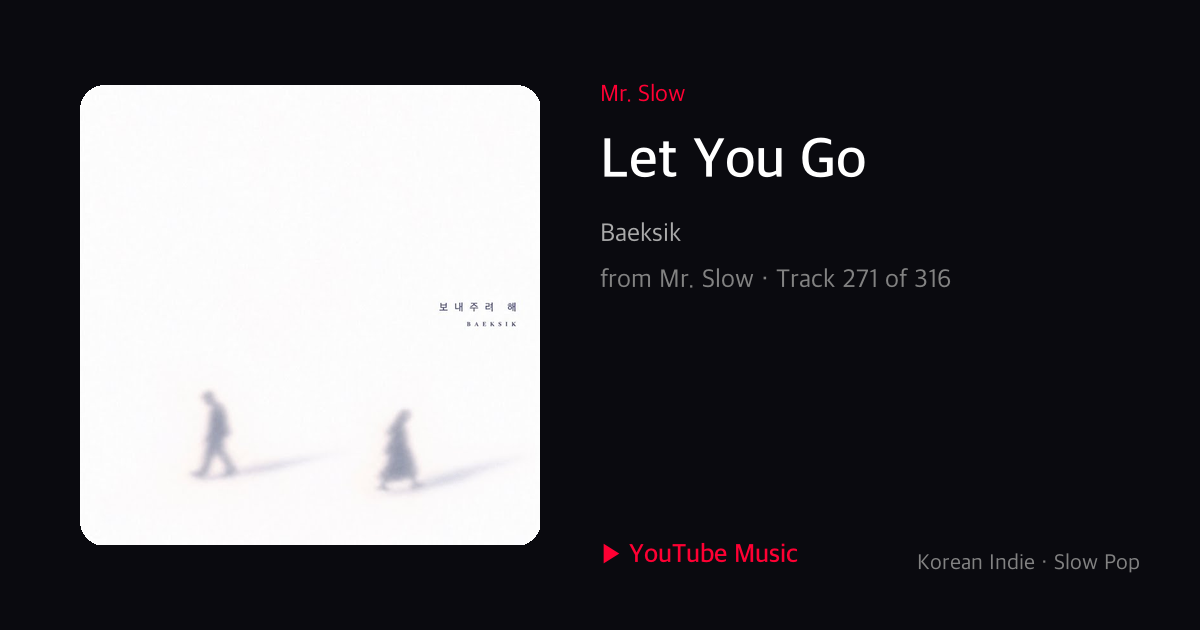 Mr. Slow
Let You Go
Baeksik
from Mr. Slow · Track 271 of 316
보내주려 해
BAEKSIK
▶ YouTube Music
Korean Indie · Slow Pop